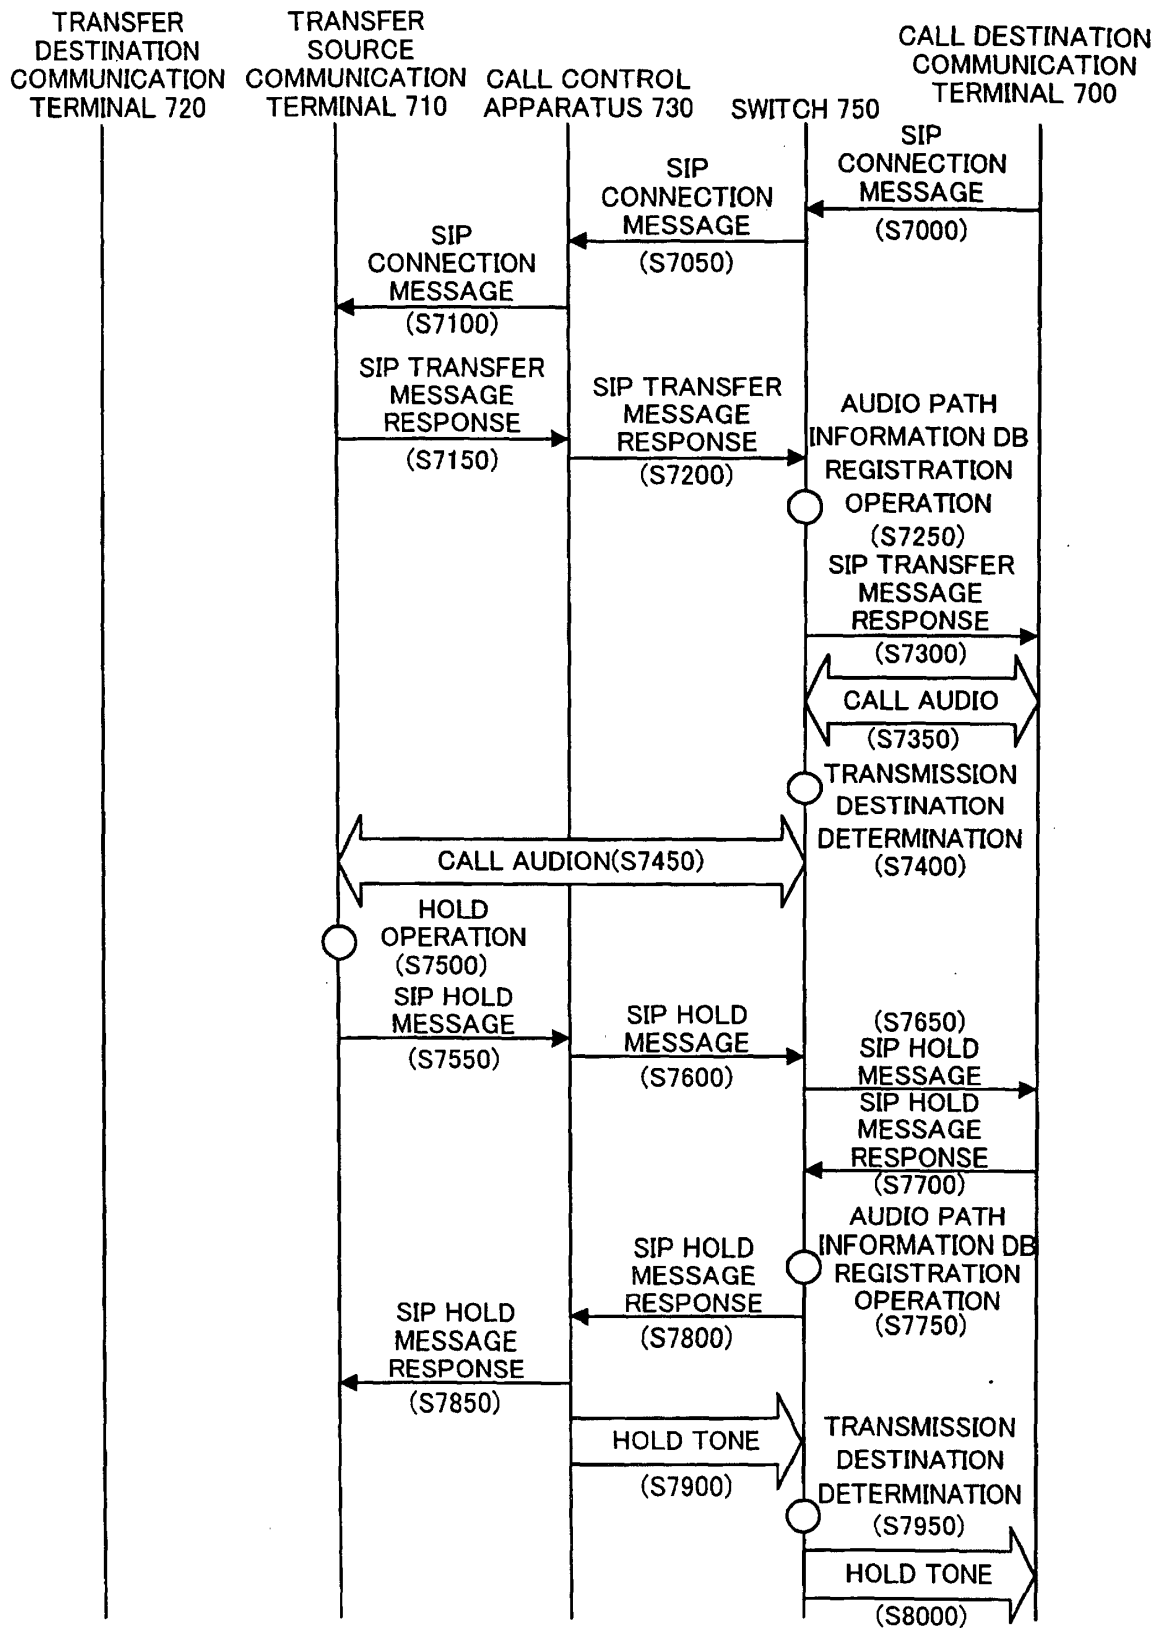 TRANSFER
DESTINATION
COMMUNICATION
TERMINAL 720
TRANSFER
SOURCE
COMMUNICATION
TERMINAL 710
CALL CONTROL
APPARATUS 730
SWITCH 750
CALL DESTINATION
COMMUNICATION
TERMINAL 700
SIP
CONNECTION
MESSAGE
(S7000)
SIP
CONNECTION
MESSAGE
(S7050)
SIP
CONNECTION
MESSAGE
(S7100)
SIP TRANSFER
MESSAGE
RESPONSE
(S7150)
SIP TRANSFER
MESSAGE
RESPONSE
(S7200)
AUDIO PATH
INFORMATION DB
REGISTRATION
OPERATION
(S7250)
SIP TRANSFER
MESSAGE
RESPONSE
(S7300)
CALL AUDIO
(S7350)
TRANSMISSION
DESTINATION
DETERMINATION
(S7400)
CALL AUDION(S7450)
HOLD
OPERATION
(S7500)
SIP HOLD
MESSAGE
(S7550)
SIP HOLD
MESSAGE
(S7600)
(S7650)
SIP HOLD
MESSAGE
SIP HOLD
MESSAGE
RESPONSE
(S7700)
AUDIO PATH
INFORMATION DB
REGISTRATION
OPERATION
(S7750)
SIP HOLD
MESSAGE
RESPONSE
(S7800)
SIP HOLD
MESSAGE
RESPONSE
(S7850)
HOLD TONE
(S7900)
TRANSMISSION
DESTINATION
DETERMINATION
(S7950)
HOLD TONE
(S8000)